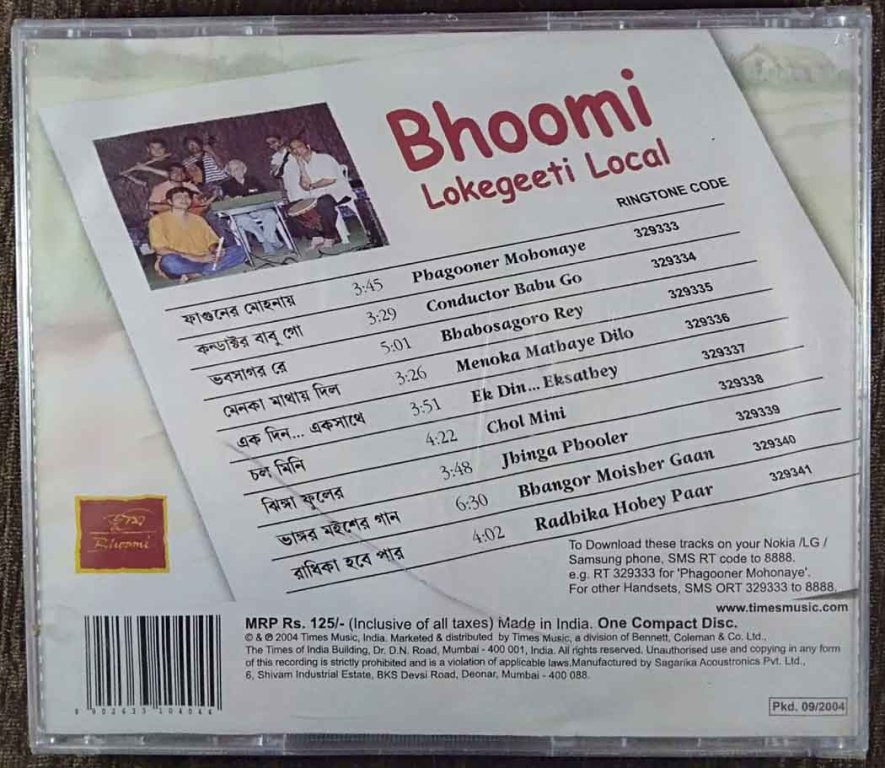 Bhoomi
Lokegeeti Local
RINGTONE CODE
ফাগুনের মোহনায় 3:45 Phagooner Mohonaye 329333
কন্ডাক্টর বাবু গো 3:29 Conductor Babu Go 329334
ভবসাগর রে 5:01 Bhabosagoro Rey 329335
মেনকা মাথায় দিল 3:26 Menoka Mathaye Dilo 329336
এক দিন... একসাথে 3:51 Ek Din... Eksathey 329337
চল মিনি 4:22 Chol Mini 329338
ঝিঙ্গা ফুলের 3:48 Jhinga Phooler 329339
ভাঙ্গর মইশের গান 6:30 Bhangor Moisher Gaan 329340
রাধিকা হবে পার 4:02 Radhika Hobey Paar 329341
To Download these tracks on your Nokia /LG /
Samsung phone, SMS RT code to 8888.
e.g. RT 329333 for 'Phagooner Mohonaye'.
For other Handsets, SMS ORT 329333 to 8888.
www.timesmusic.com
ভূমি
Bhoomi
MRP Rs. 125/- (Inclusive of all taxes) Made in India. One Compact Disc.
© & ℗ 2004 Times Music, India. Marketed & distributed by Times Music, a division of Bennett, Coleman & Co. Ltd.,
The Times of India Building, Dr. D.N. Road, Mumbai - 400 001, India. All rights reserved. Unauthorised use and copying in any form
of this recording is strictly prohibited and is a violation of applicable laws.Manufactured by Sagarika Acoustronics Pvt. Ltd.,
6, Shivam Industrial Estate, BKS Devsi Road, Deonar, Mumbai - 400 088.
Pkd. 09/2004